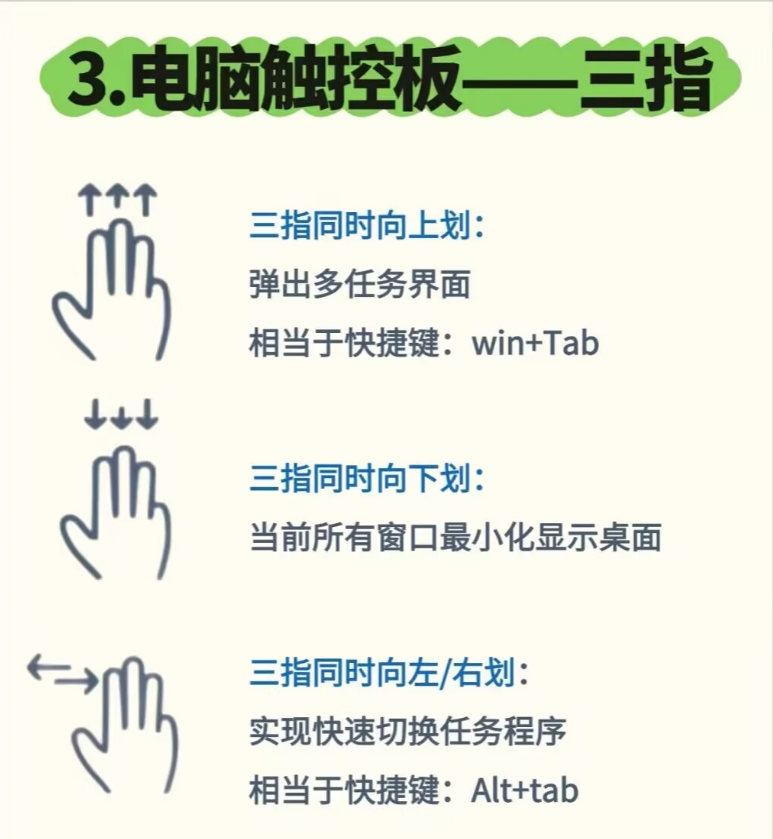 3.电脑触控板——三指
三指同时向上划：
弹出多任务界面
相当于快捷键：win+Tab
三指同时向下划：
当前所有窗口最小化显示桌面
三指同时向左/右划：
实现快速切换任务程序
相当于快捷键：Alt+tab